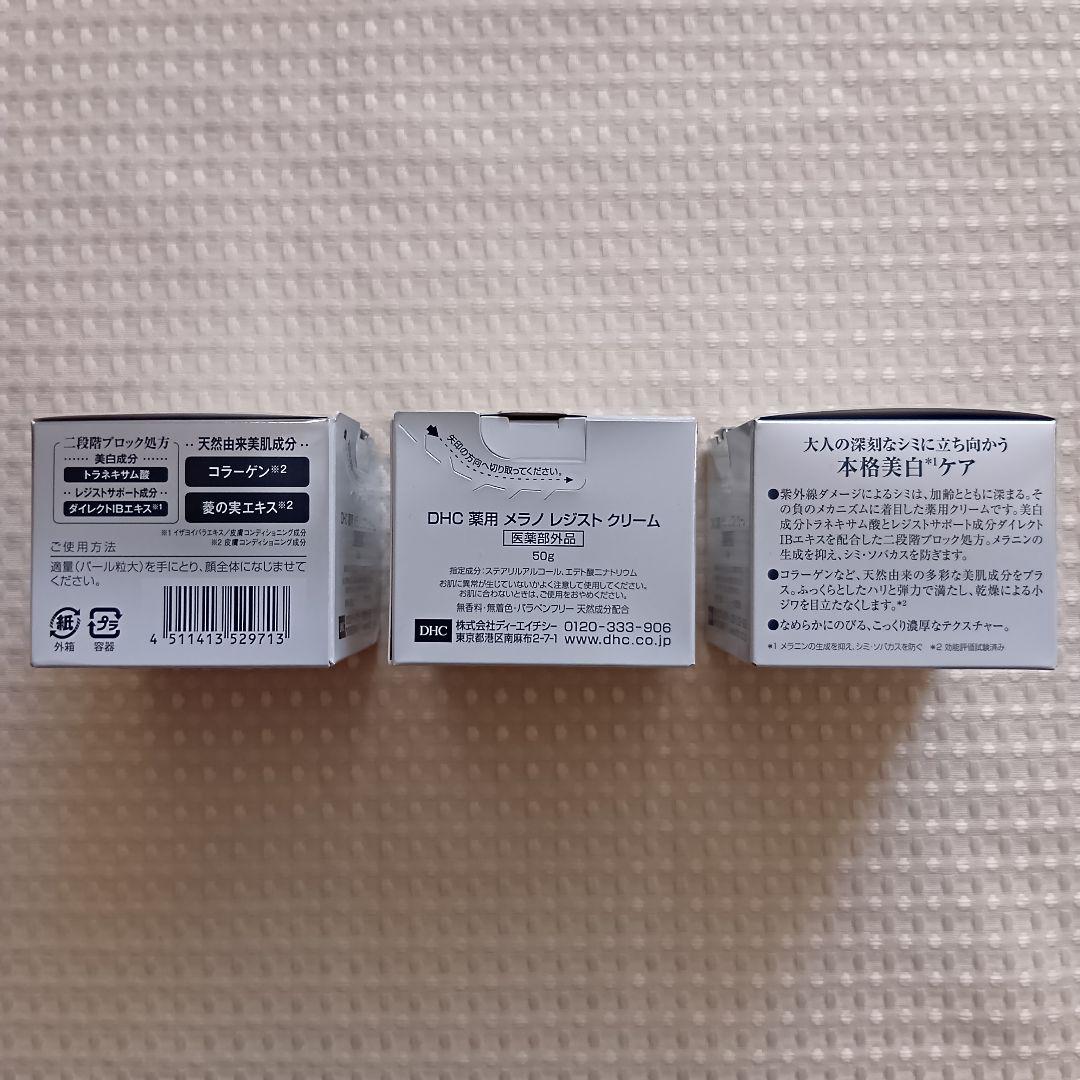 二段階ブロック処方
美白成分
トラネキサム酸
レジストサポート成分
ダイレクトIBエキス※1
‥天然由来美肌成分‥
コラーゲン※2
菱の実エキス※2
※1 イザヨイバラエキス/皮膚コンディショニング成分
※2 皮膚コンディショニング成分
ご使用方法
適量(パール粒大)を手にとり、顔全体になじませて
ください。
紙
外箱
プラ
容器
4 511413 529713
矢印の方向へ切り取ってください。
DHC 薬用 メラノ レジスト クリーム
医薬部外品
50g
指定成分:ステアリルアルコール、エデト酸二ナトリウム
お肌に異常が生じていないかよく注意して使用してください。
お肌に合わないときは、ご使用をおやめください。
無香料・無着色・パラベンフリー 天然成分配合
DHC 株式会社ディーエイチシー 0120-333-906
東京都港区南麻布2-7-1 www.dhc.co.jp
大人の深刻なシミに立ち向かう
本格美白*1ケア
●紫外線ダメージによるシミは、加齢とともに深まる。そ
の負のメカニズムに着目した薬用クリームです。美白
成分トラネキサム酸とレジストサポート成分ダイレクト
IBエキスを配合した二段階ブロック処方。メラニンの
生成を抑え、シミ・ソバカスを防ぎます。
●コラーゲンなど、天然由来の多彩な美肌成分をプラ
ス。ふっくらとしたハリと弾力で満たし、乾燥による小
ジワを目立たなくします。*2
●なめらかにのびる、こっくり濃厚なテクスチャー。
*1 メラニンの生成を抑え、シミ・ソバカスを防ぐ *2 効能評価試験済み